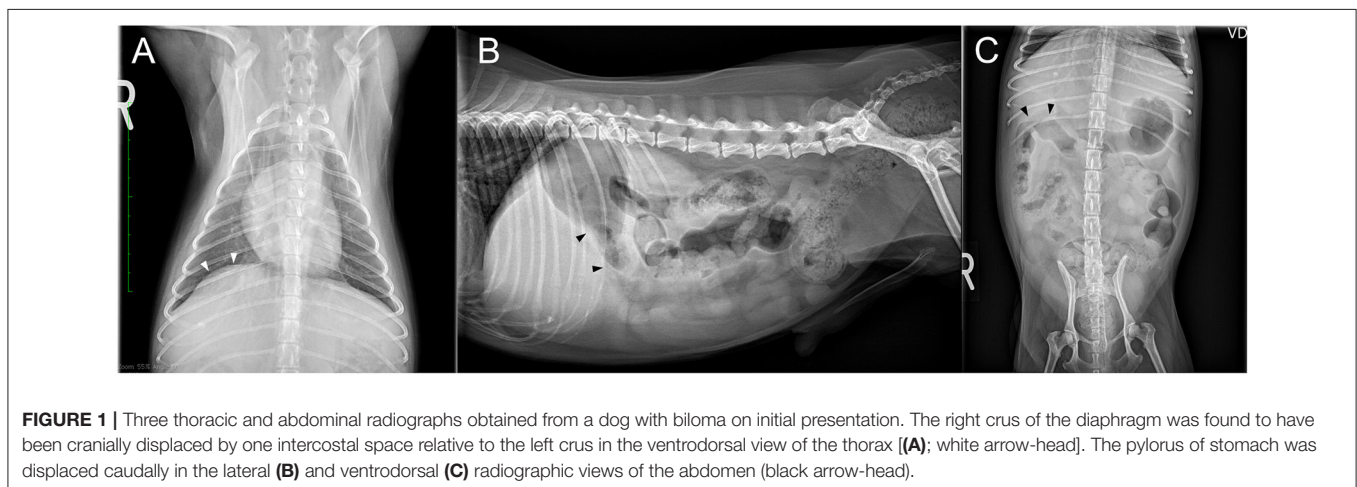 A
B
C
VD
R
R
FIGURE 1 | Three thoracic and abdominal radiographs obtained from a dog with biloma on initial presentation. The right crus of the diaphragm was found to have
been cranially displaced by one intercostal space relative to the left crus in the ventrodorsal view of the thorax [(A); white arrow-head]. The pylorus of stomach was
displaced caudally in the lateral (B) and ventrodorsal (C) radiographic views of the abdomen (black arrow-head).